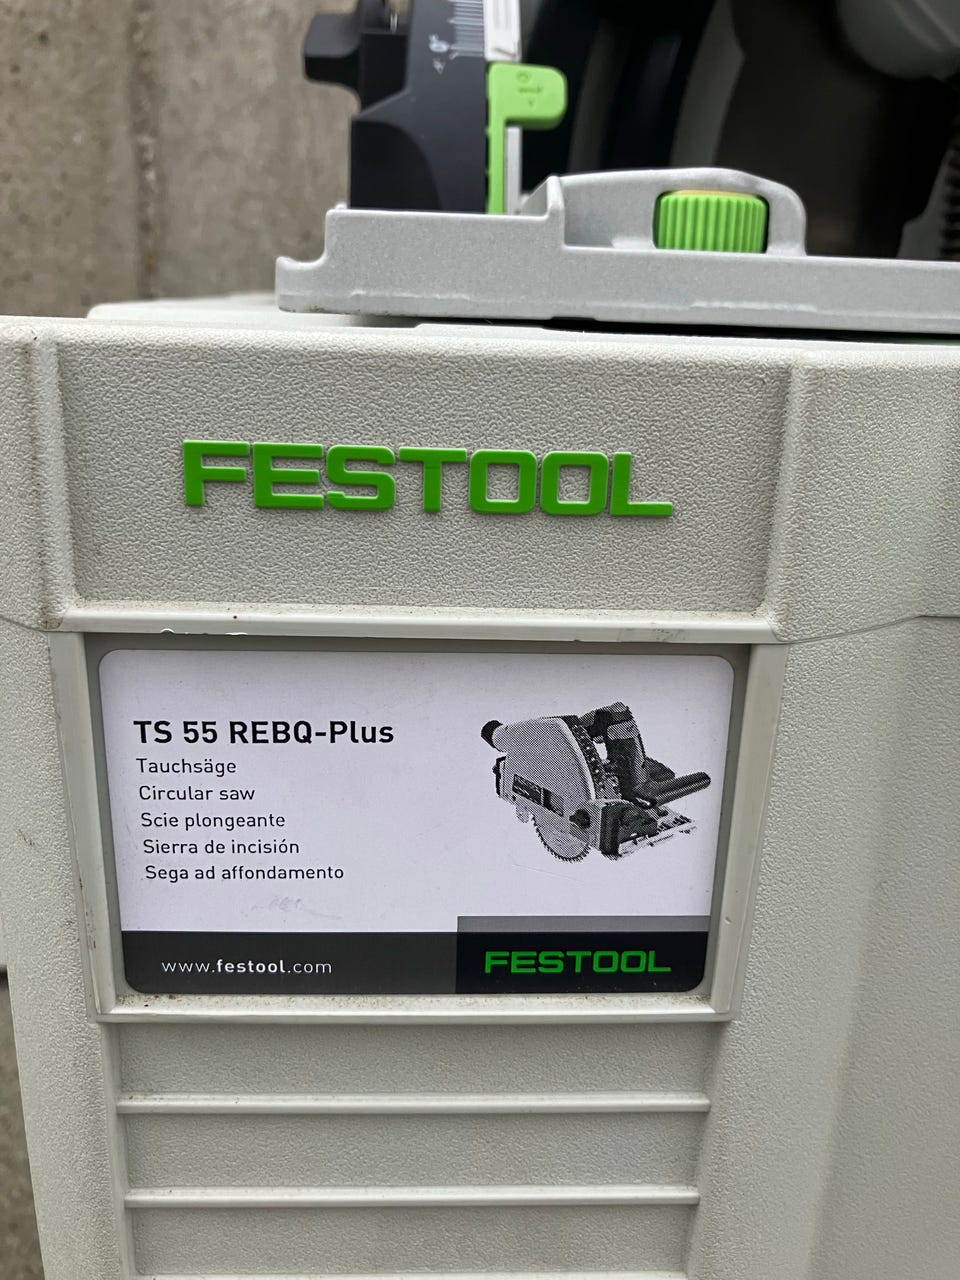 0°
FESTOOL
TS 55 REBQ-Plus
Tauchsäge
Circular saw
Scie plongeante
Sierra de incisión
Sega ad affondamento
www.festool.com
FESTOOL